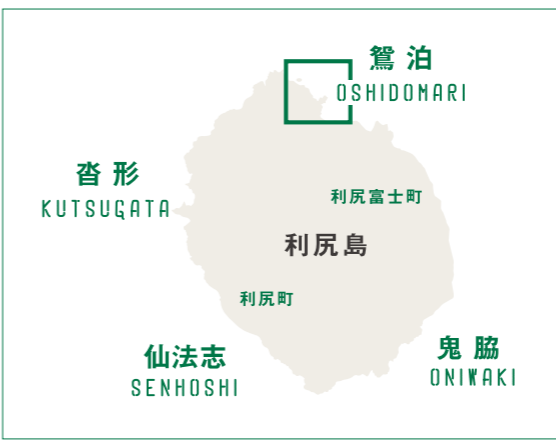 鴛泊
OSHIDOMARI
沓形
KUTSUGATA
利尻富士町
利尻島
利尻町
仙法志
SENHOSHI
鬼脇
ONIWAKI